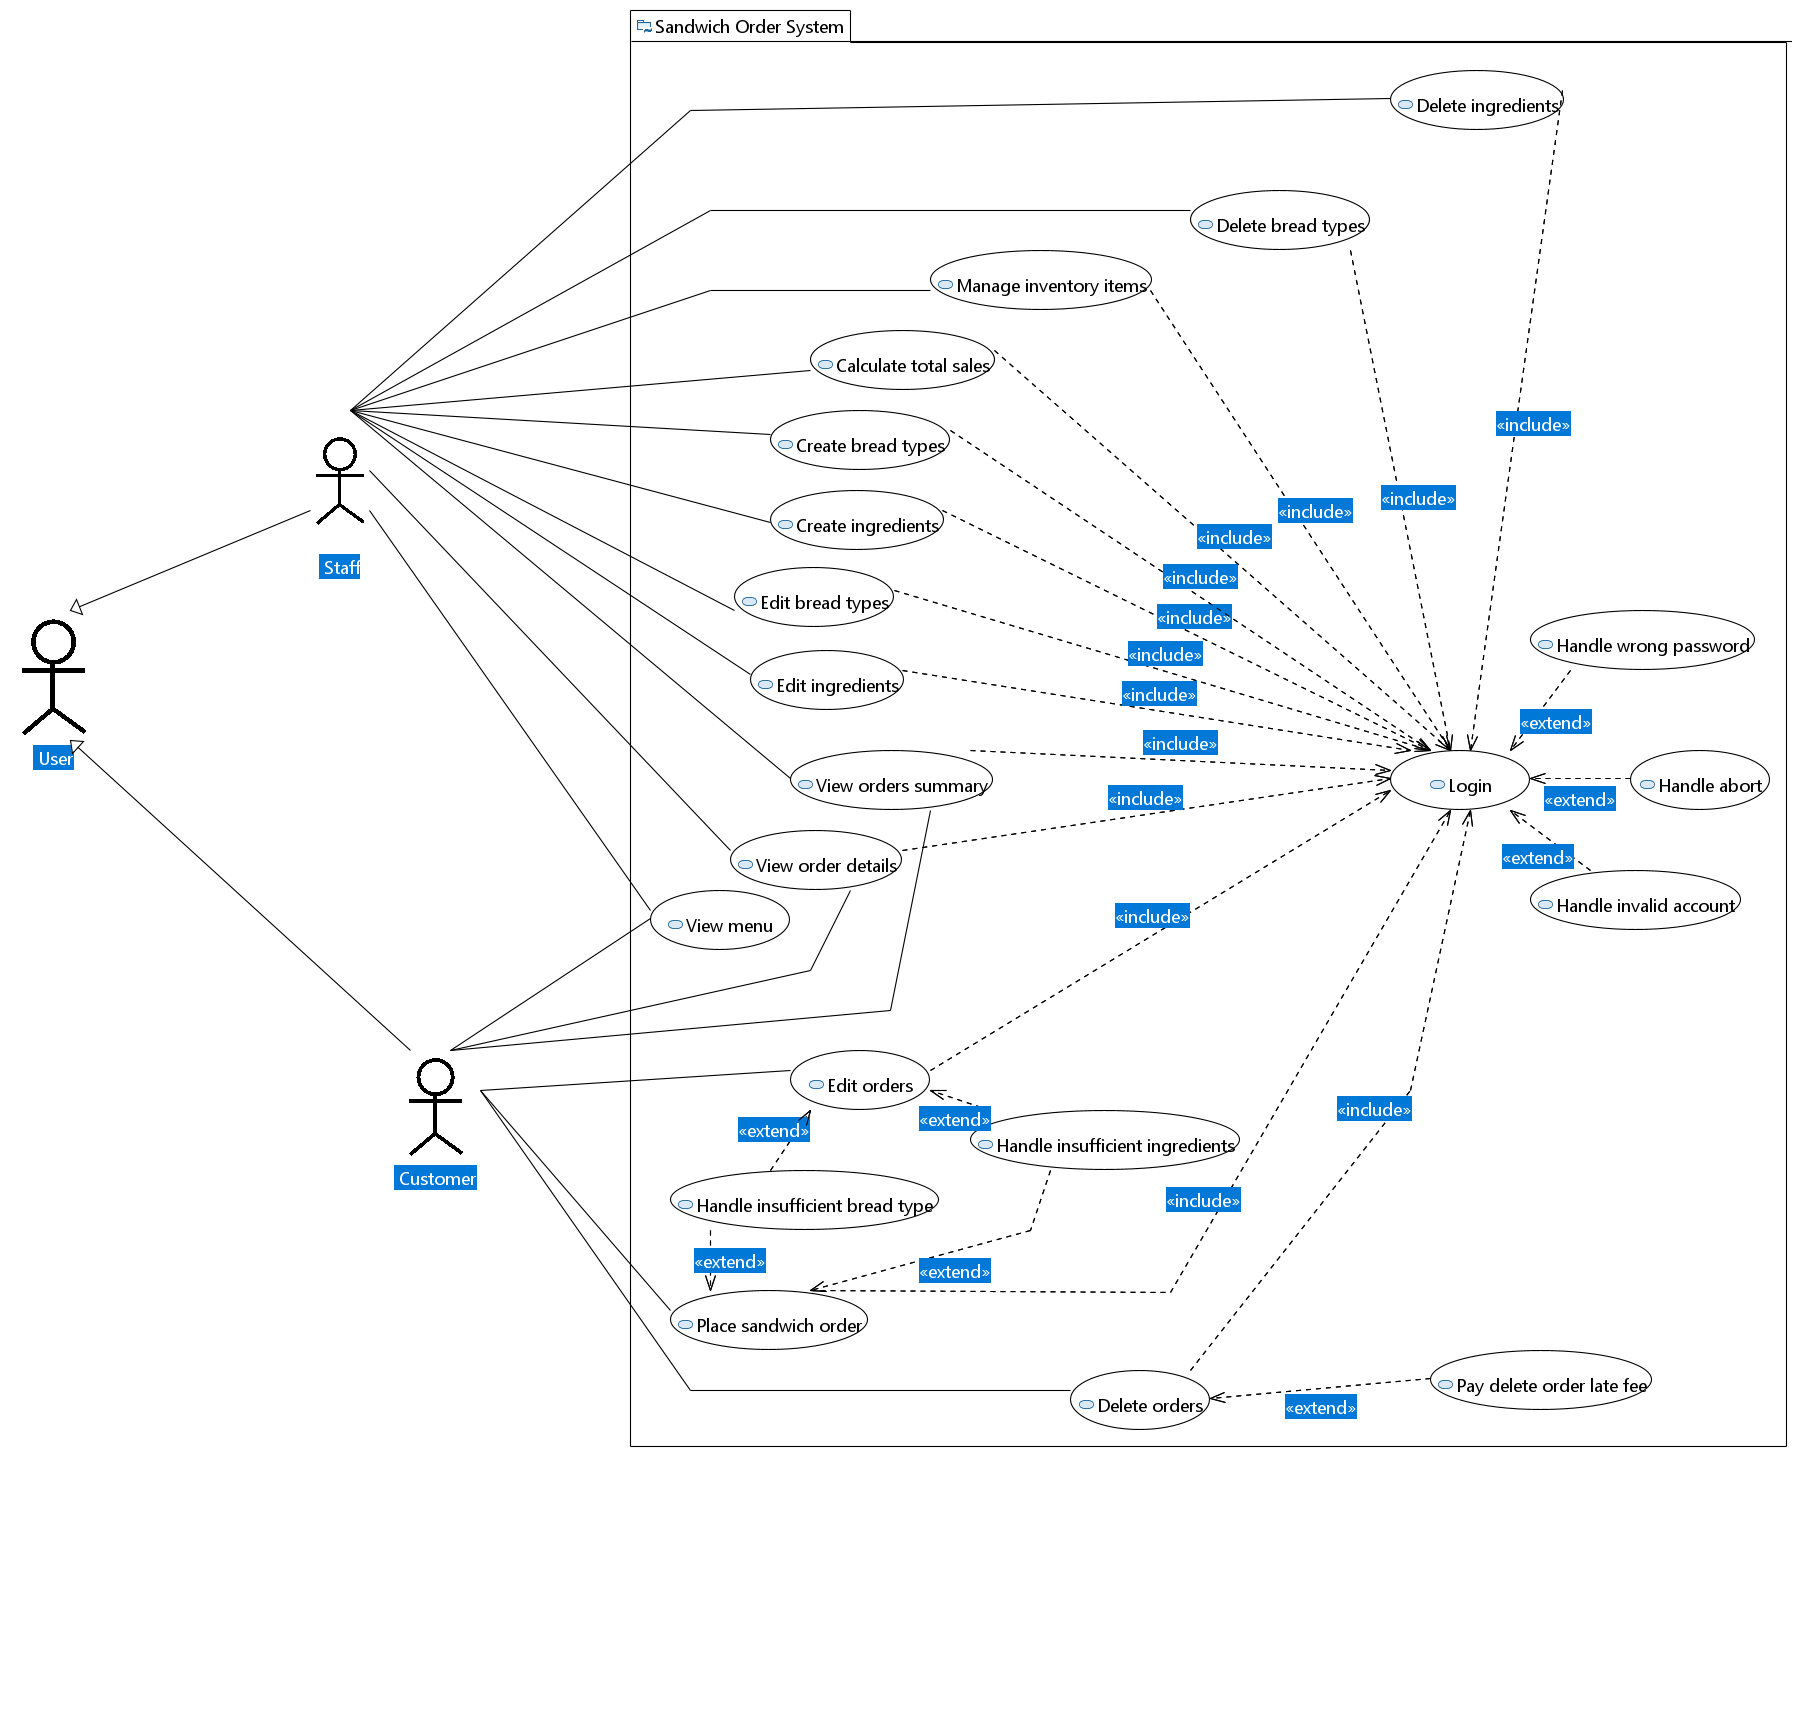 Sandwich Order System
Delete ingredients
Delete bread types
Manage inventory items
Calculate total sales
«include»
Create bread types
«include»
«include»
Create ingredients
«include»
Staff
«include»
Edit bread types
«include»
Handle wrong password
«include»
Edit ingredients
«include»
«extend»
User
«include»
View orders summary
Login
Handle abort
«include»
«extend»
View order details
«extend»
Handle invalid account
«include»
View menu
Edit orders
«include»
«extend»
«extend»
Handle insufficient ingredients
Customer
«include»
Handle insufficient bread type
«extend»
«extend»
Place sandwich order
Pay delete order late fee
Delete orders
«extend»